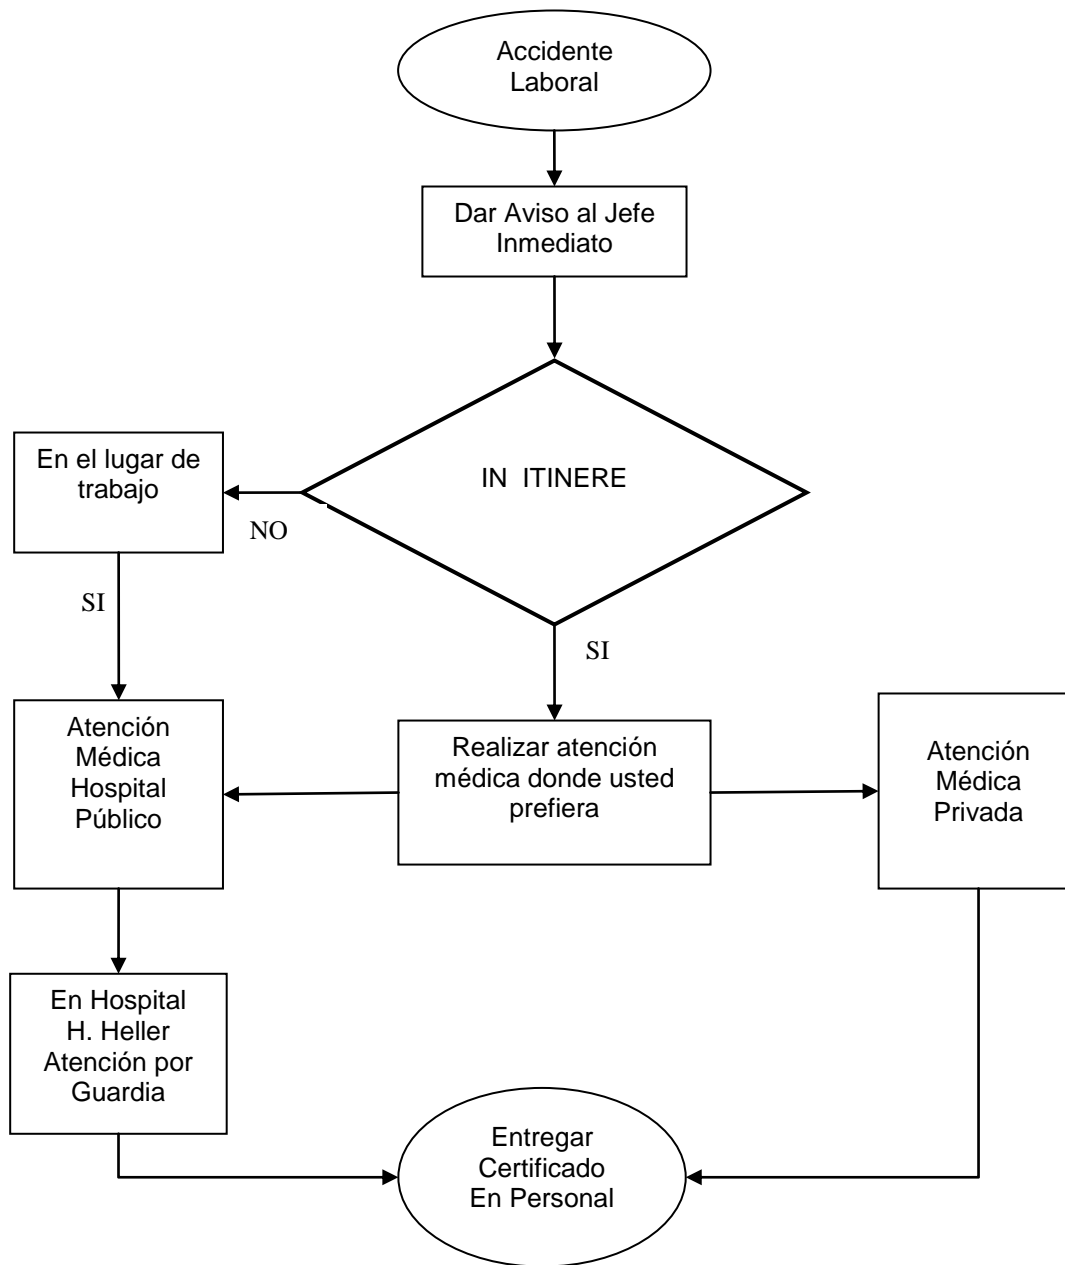 Accidente
Laboral
Dar Aviso al Jefe
Inmediato
IN ITINERE
En el lugar de
trabajo
NO
SI
SI
Atención
Médica
Hospital
Público
Realizar atención
médica donde usted
prefiera
Atención
Médica
Privada
En Hospital
H. Heller
Atención por
Guardia
Entregar
Certificado
En Personal